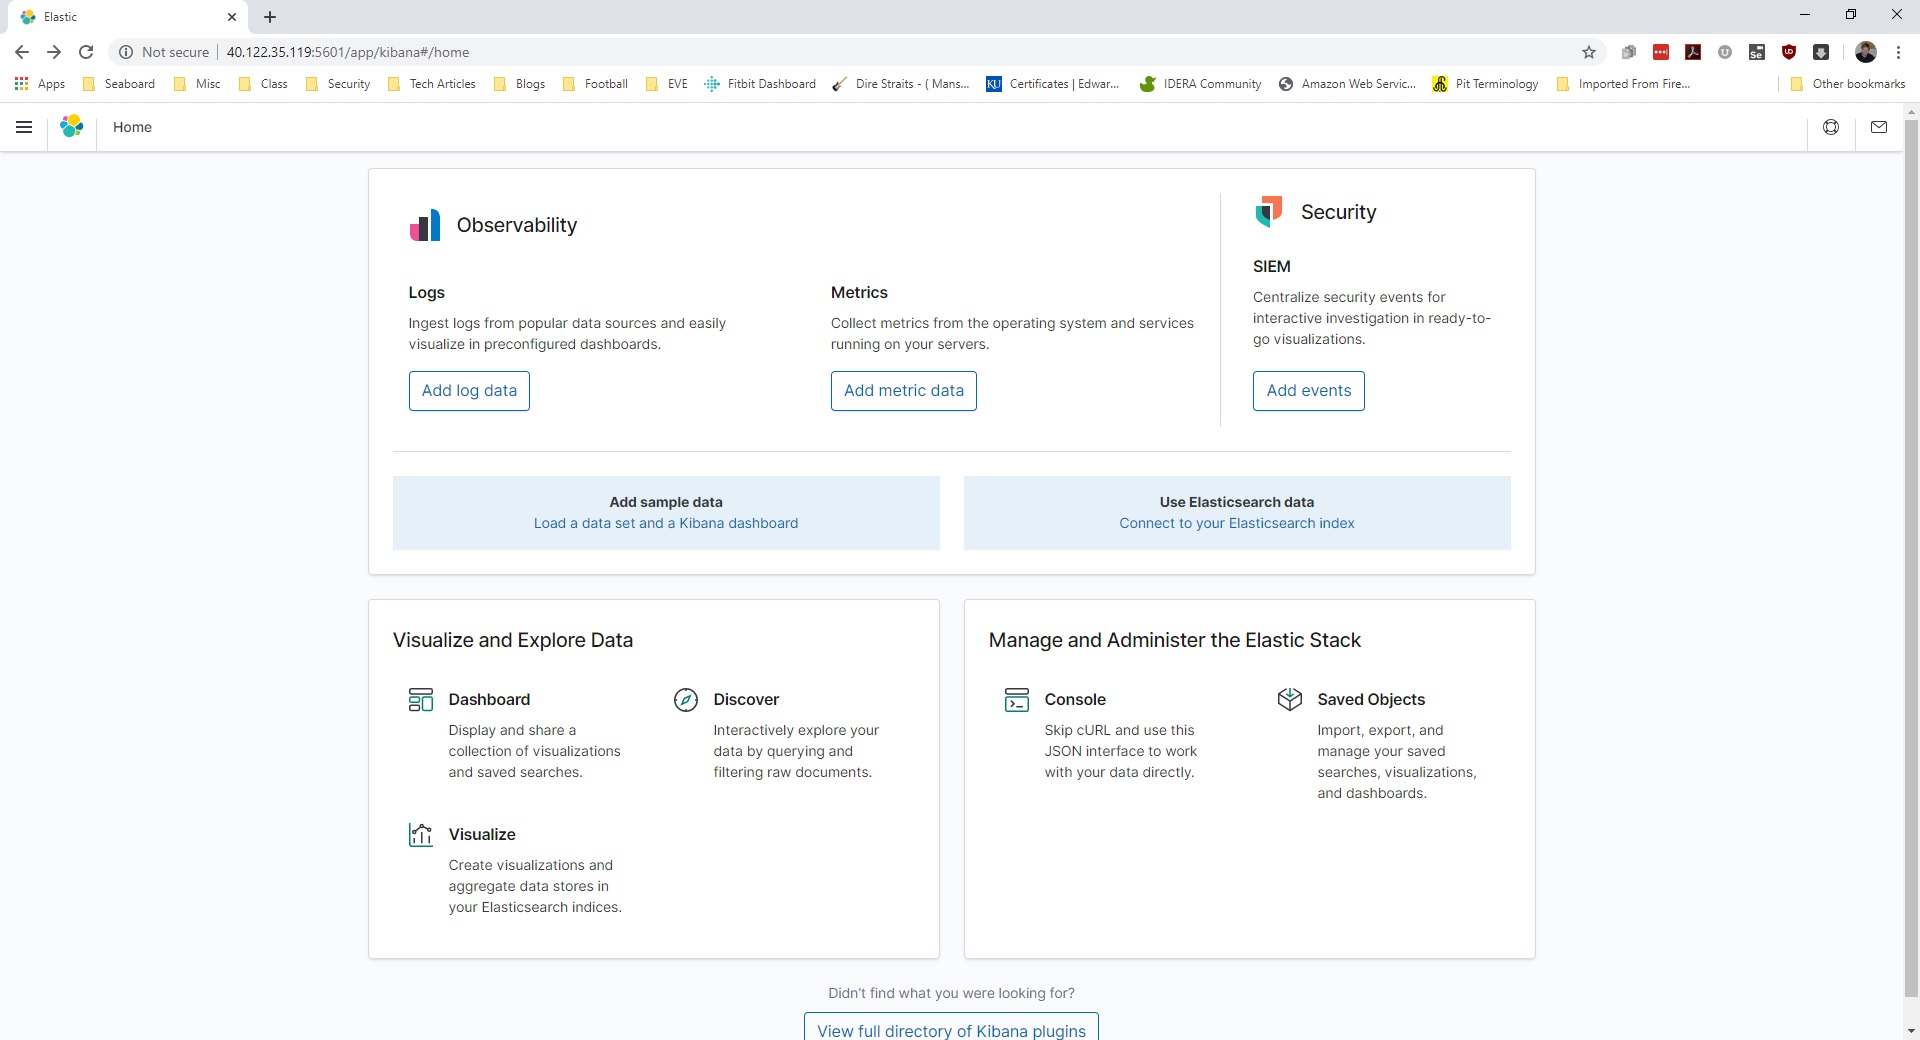 Elastic
Not secure
40.122.35.119:5601/app/kibana#/home
Apps
Seaboard
Misc
Class
Security
Tech Articles
Blogs
Football
EVE
Fitbit Dashboard
Dire Straits - ( Mans...
KU
Certificates | Edwar...
IDERA Community
Amazon Web Servic...
Pit Terminology
Imported From Fire...
Other bookmarks
Home
Observability
Logs
Ingest logs from popular data sources and easily
visualize in preconfigured dashboards.
Add log data
Metrics
Collect metrics from the operating system and services
running on your servers.
Add metric data
Security
SIEM
Centralize security events for
interactive investigation in ready-to-
go visualizations.
Add events
Add sample data
Load a data set and a Kibana dashboard
Use Elasticsearch data
Connect to your Elasticsearch index
Visualize and Explore Data
Dashboard
Display and share a
collection of visualizations
and saved searches.
Discover
Interactively explore your
data by querying and
filtering raw documents.
Visualize
Create visualizations and
aggregate data stores in
your Elasticsearch indices.
Manage and Administer the Elastic Stack
Console
Skip cURL and use this
JSON interface to work
with your data directly.
Saved Objects
Import, export, and
manage your saved
searches, visualizations,
and dashboards.
Didn't find what you were looking for?
View full directory of Kibana plugins